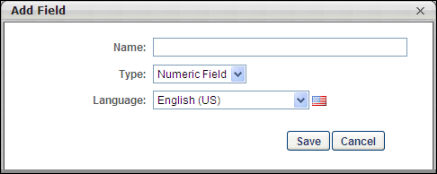 Add Field
Name:
Type: Numeric Field
Language: English (US)
Save Cancel